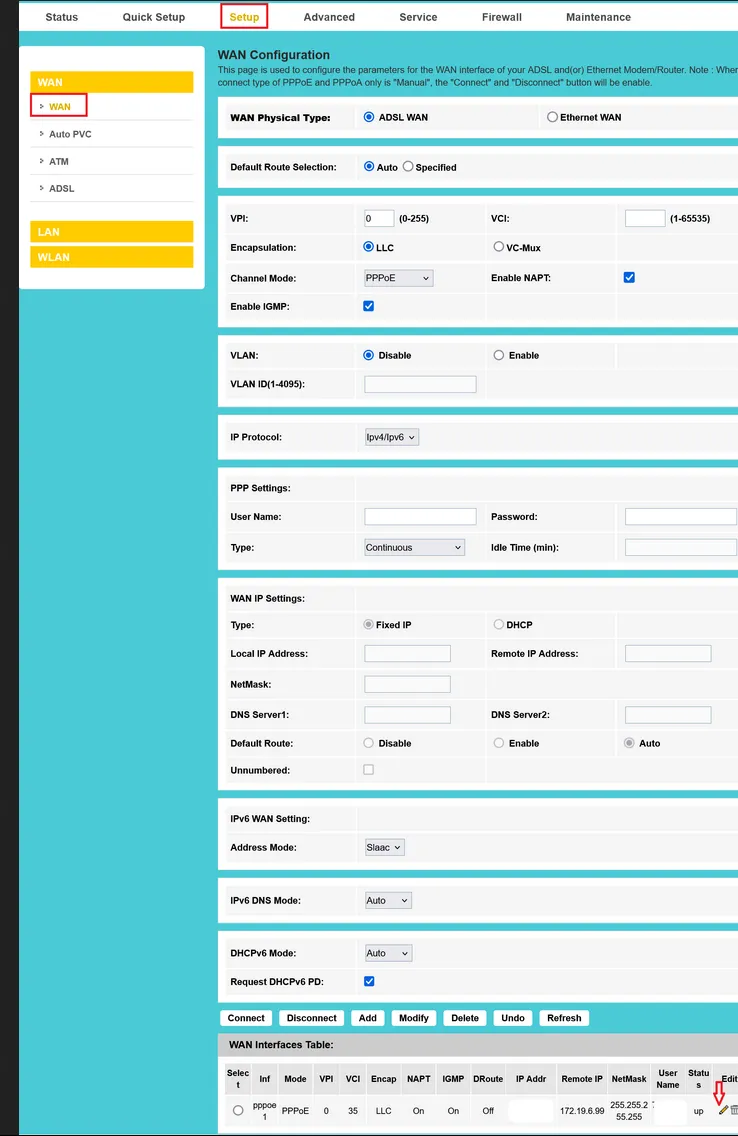 Status Quick Setup Setup Advanced Service Firewall Maintenance
WAN
> WAN
> Auto PVC
> ATM
> ADSL
LAN
WLAN
WAN Configuration
This page is used to configure the parameters for the WAN interface of your ADSL and(or) Ethernet Modem/Router. Note : When
connect type of PPPoE and PPPoA only is "Manual", the "Connect" and "Disconnect" button will be enable.
WAN Physical Type: ADSL WAN Ethernet WAN
Default Route Selection: Auto Specified
VPI: 0 (0-255) VCI: (1-65535)
Encapsulation: LLC VC-Mux
Channel Mode: PPPoE Enable NAPT:
Enable IGMP:
VLAN: Disable Enable
VLAN ID(1-4095):
IP Protocol: Ipv4/Ipv6
PPP Settings:
User Name: Password:
Type: Continuous Idle Time (min):
WAN IP Settings:
Type: Fixed IP DHCP
Local IP Address: Remote IP Address:
NetMask:
DNS Server1: DNS Server2:
Default Route: Disable Enable Auto
Unnumbered:
IPv6 WAN Setting:
Address Mode: Slaac
IPv6 DNS Mode: Auto
DHCPv6 Mode: Auto
Request DHCPv6 PD:
Connect Disconnect Add Modify Delete Undo Refresh
WAN Interfaces Table:
Selec
t Inf Mode VPI VCI Encap NAPT IGMP DRoute IP Addr Remote IP NetMask User
Name Statu
s Edit
pppoe
1 PPPoE 0 35 LLC On On Off 172.19.6.99 255.255.2
55.255 up